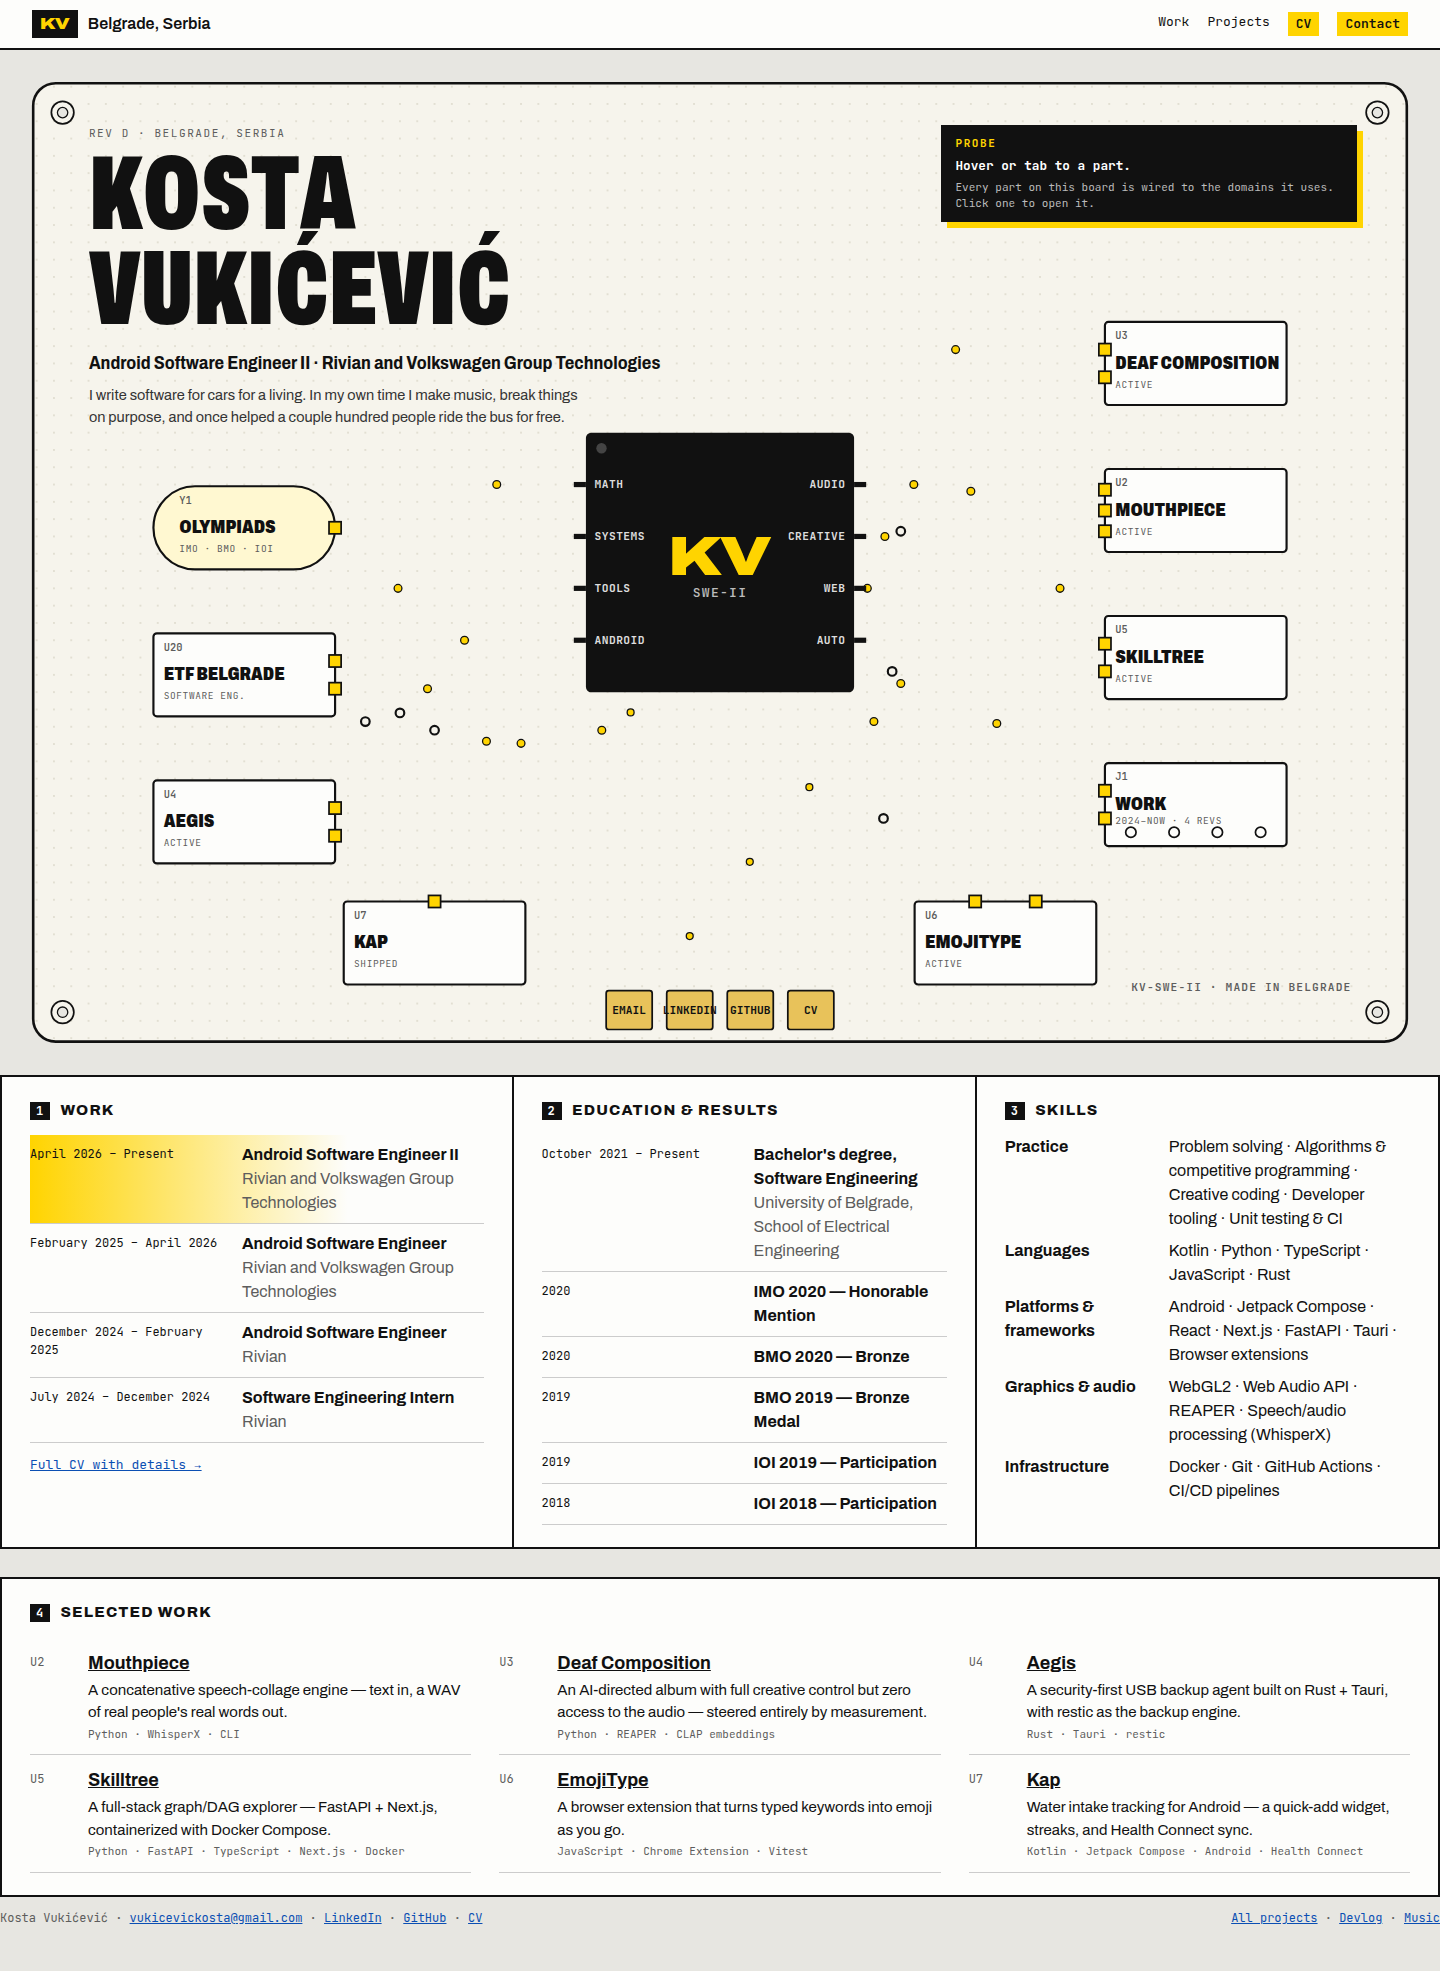 KV Belgrade, Serbia
Work Projects CV Contact
REV D · BELGRADE, SERBIA
KOSTA
VUKIĆEVIĆ
Android Software Engineer II · Rivian and Volkswagen Group Technologies
I write software for cars for a living. In my own time I make music, break things
on purpose, and once helped a couple hundred people ride the bus for free.
PROBE
Hover or tab to a part.
Every part on this board is wired to the domains it uses.
Click one to open it.
U3
DEAF COMPOSITION
ACTIVE
Y1
OLYMPIADS
IMO · BMO · IOI
MATH
SYSTEMS
TOOLS
ANDROID
KV
SWE-II
AUDIO
CREATIVE
WEB
AUTO
U2
MOUTHPIECE
ACTIVE
U20
ETF BELGRADE
SOFTWARE ENG.
U5
SKILLTREE
ACTIVE
U4
AEGIS
ACTIVE
J1
WORK
2024–NOW · 4 REVS
U7
KAP
SHIPPED
U6
EMOJITYPE
ACTIVE
EMAIL LINKEDIN GITHUB CV
KV-SWE-II · MADE IN BELGRADE
1 WORK
April 2026 – Present
Android Software Engineer II
Rivian and Volkswagen Group
Technologies
February 2025 – April 2026
Android Software Engineer
Rivian and Volkswagen Group
Technologies
December 2024 – February
2025
Android Software Engineer
Rivian
July 2024 – December 2024
Software Engineering Intern
Rivian
Full CV with details →
2 EDUCATION & RESULTS
October 2021 – Present
Bachelor's degree,
Software Engineering
University of Belgrade,
School of Electrical
Engineering
2020
IMO 2020 — Honorable
Mention
2020
BMO 2020 — Bronze
2019
BMO 2019 — Bronze
Medal
2019
IOI 2019 — Participation
2018
IOI 2018 — Participation
3 SKILLS
Practice
Problem solving · Algorithms &
competitive programming ·
Creative coding · Developer
tooling · Unit testing & CI
Languages
Kotlin · Python · TypeScript ·
JavaScript · Rust
Platforms &
frameworks
Android · Jetpack Compose ·
React · Next.js · FastAPI · Tauri ·
Browser extensions
Graphics & audio
WebGL2 · Web Audio API ·
REAPER · Speech/audio
processing (WhisperX)
Infrastructure
Docker · Git · GitHub Actions ·
CI/CD pipelines
4 SELECTED WORK
U2
Mouthpiece
A concatenative speech-collage engine — text in, a WAV
of real people's real words out.
Python · WhisperX · CLI
U3
Deaf Composition
An AI-directed album with full creative control but zero
access to the audio — steered entirely by measurement.
Python · REAPER · CLAP embeddings
U4
Aegis
A security-first USB backup agent built on Rust + Tauri,
with restic as the backup engine.
Rust · Tauri · restic
U5
Skilltree
A full-stack graph/DAG explorer — FastAPI + Next.js,
containerized with Docker Compose.
Python · FastAPI · TypeScript · Next.js · Docker
U6
EmojiType
A browser extension that turns typed keywords into emoji
as you go.
JavaScript · Chrome Extension · Vitest
U7
Kap
Water intake tracking for Android — a quick-add widget,
streaks, and Health Connect sync.
Kotlin · Jetpack Compose · Android · Health Connect
Kosta Vukićević · vukicevickosta@gmail.com · LinkedIn · GitHub · CV
All projects · Devlog · Music